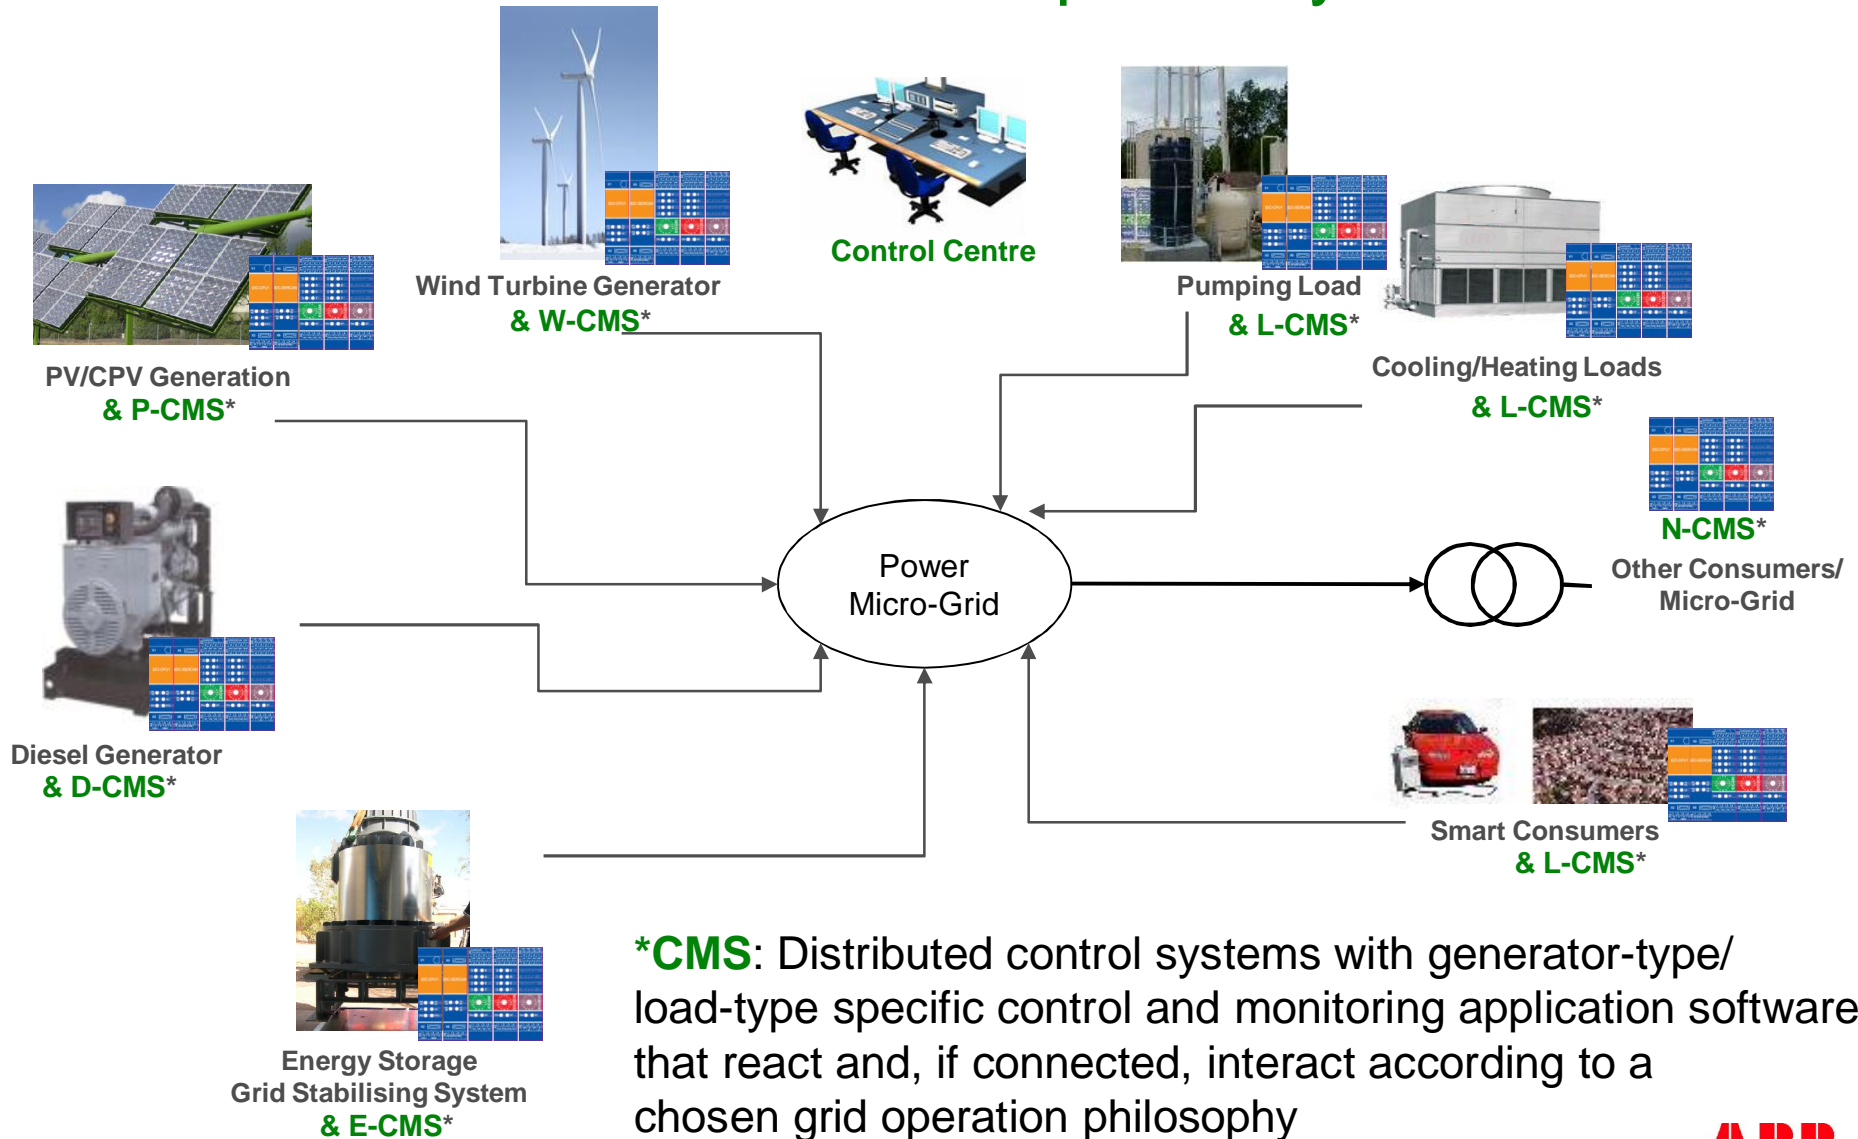 Control Centre
Wind Turbine Generator
& W-CMS*
Pumping Load
& L-CMS*
PV/CPV Generation
& P-CMS*
Cooling/Heating Loads
& L-CMS*
N-CMS*
Other Consumers/
Micro-Grid
Power
Micro-Grid
Diesel Generator
& D-CMS*
Smart Consumers
& L-CMS*
Energy Storage
Grid Stabilising System
& E-CMS*
*CMS: Distributed control systems with generator-type/
load-type specific control and monitoring application software
that react and, if connected, interact according to a
chosen grid operation philosophy
ABB